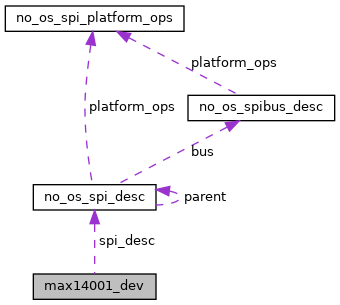 no_os_spi_platform_ops
platform_ops
platform_ops
no_os_spibus_desc
bus
no_os_spi_desc
parent
spi_desc
max14001_dev